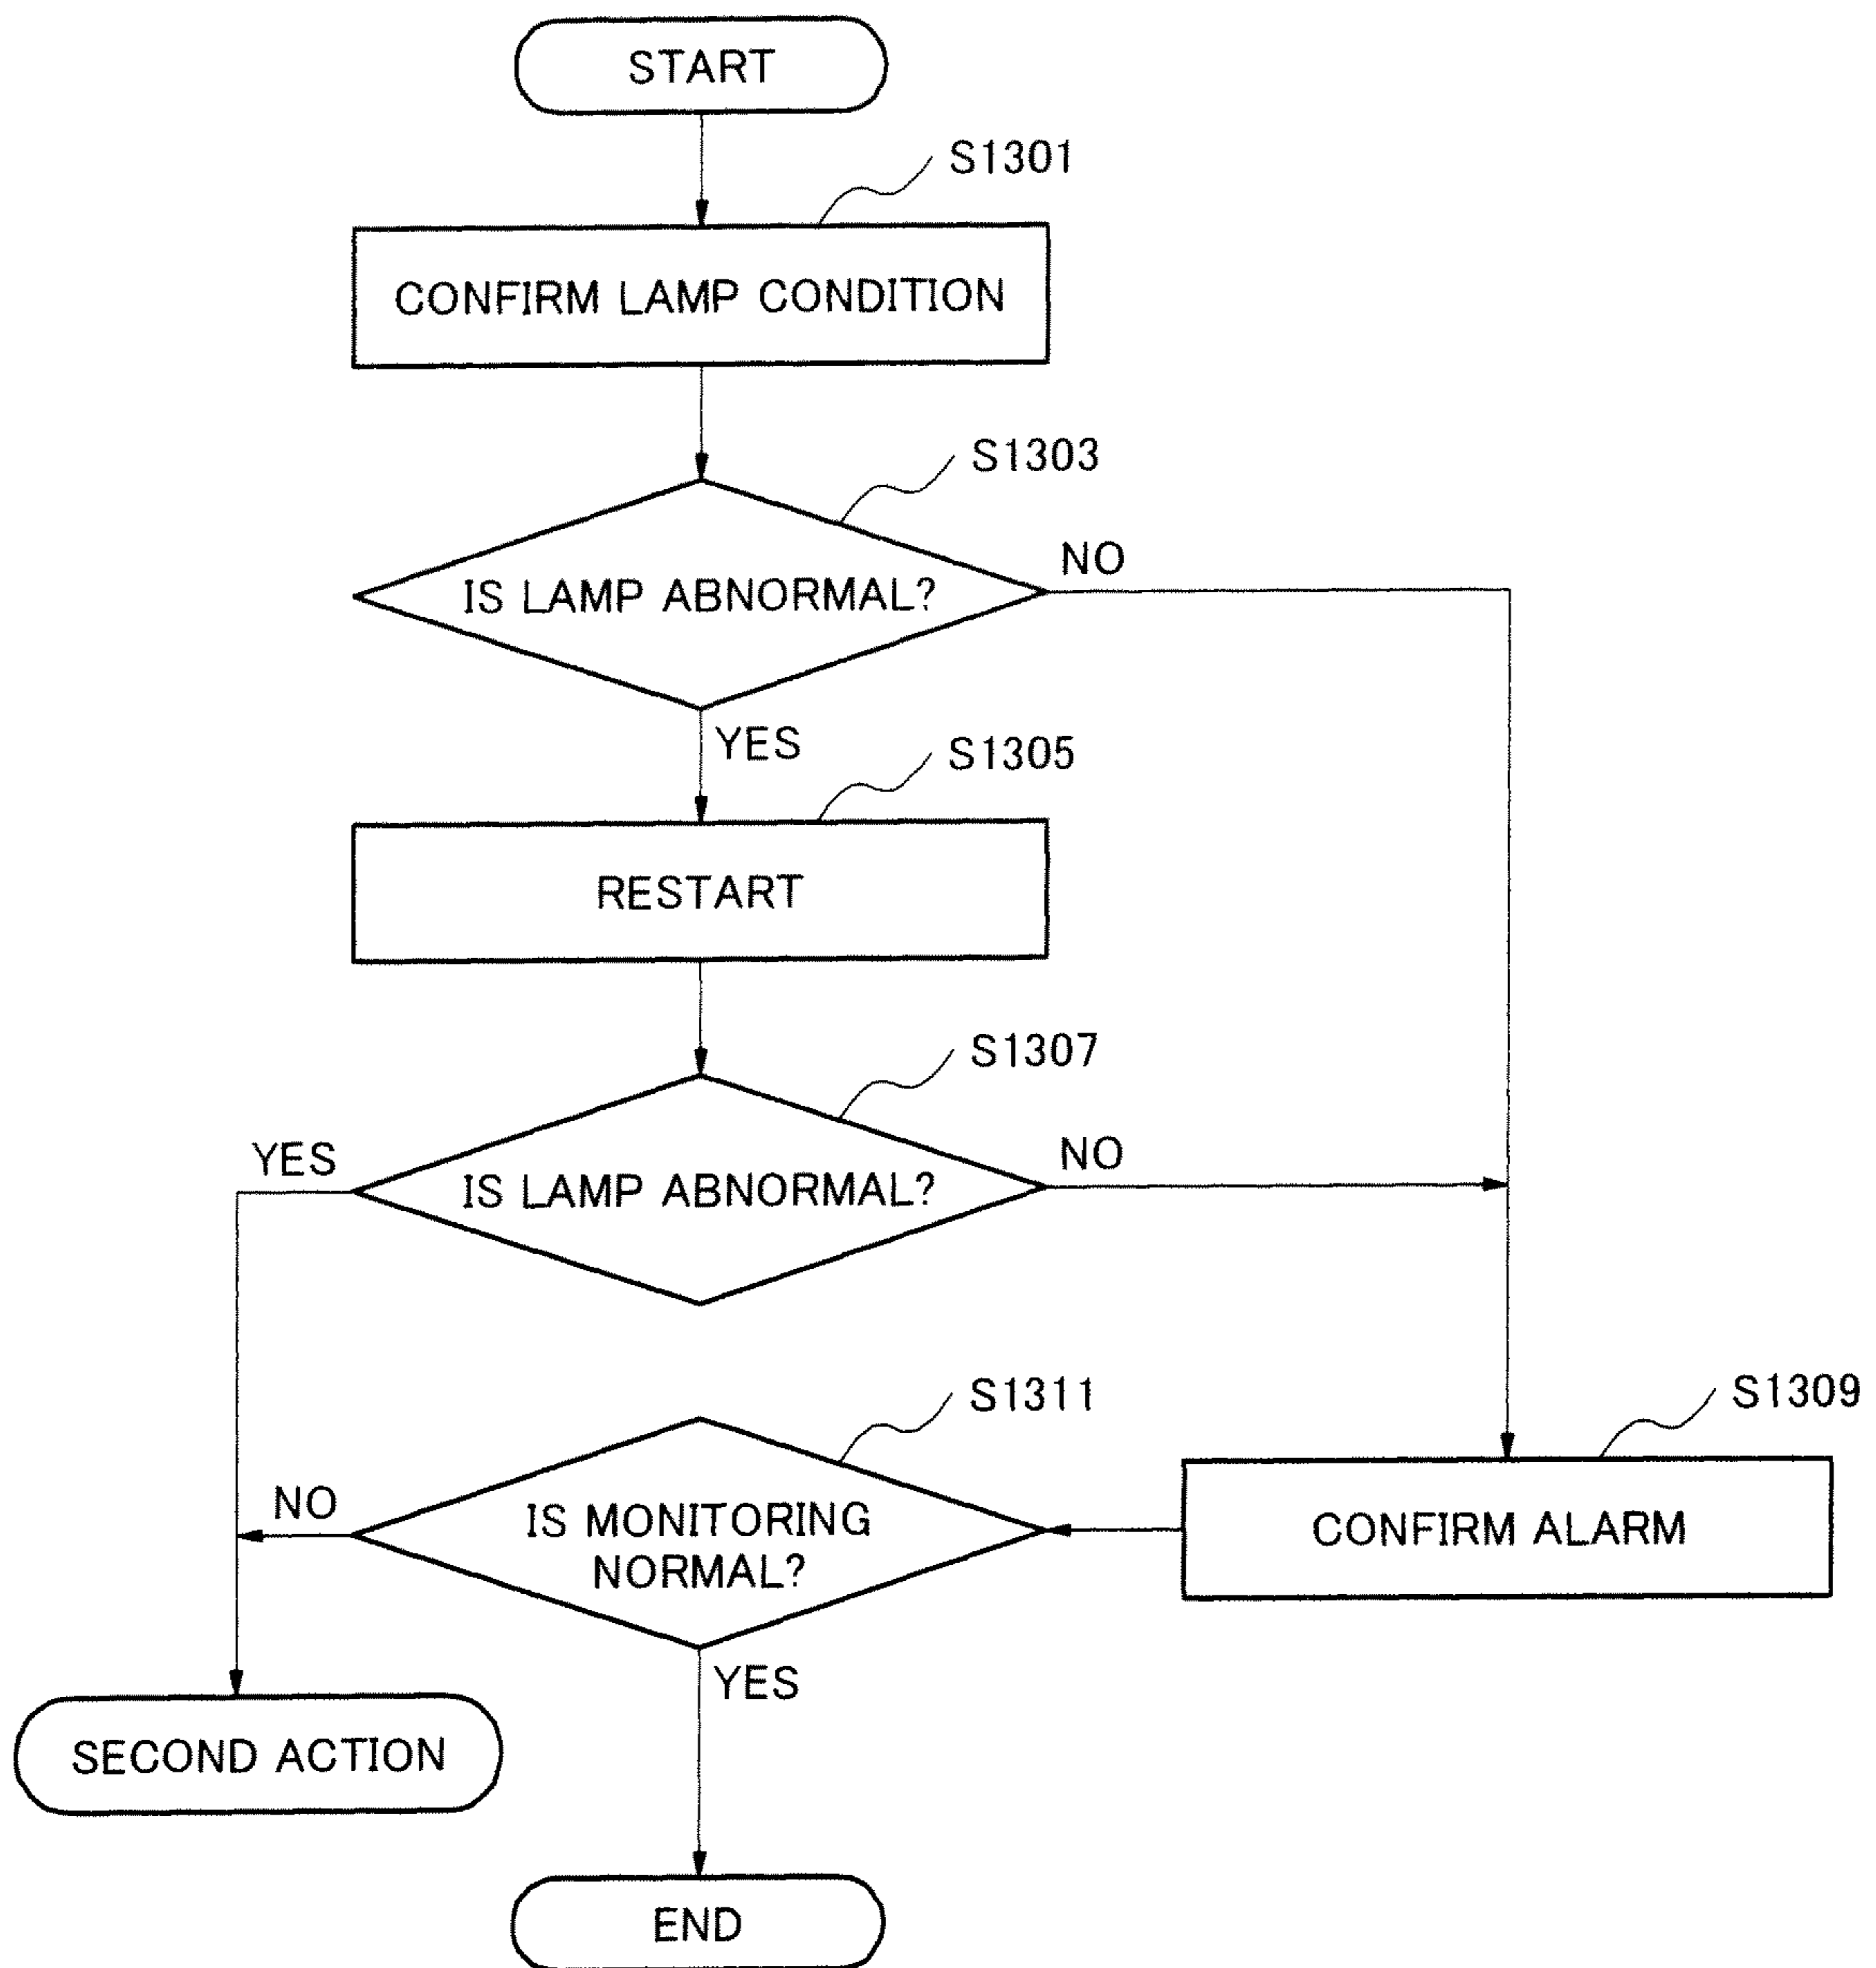 START
S1301
CONFIRM LAMP CONDITION
S1303
IS LAMP ABNORMAL?
NO
YES
S1305
RESTART
S1307
YES
IS LAMP ABNORMAL?
NO
S1311
S1309
NO
IS MONITORING
NORMAL?
CONFIRM ALARM
YES
SECOND ACTION
END